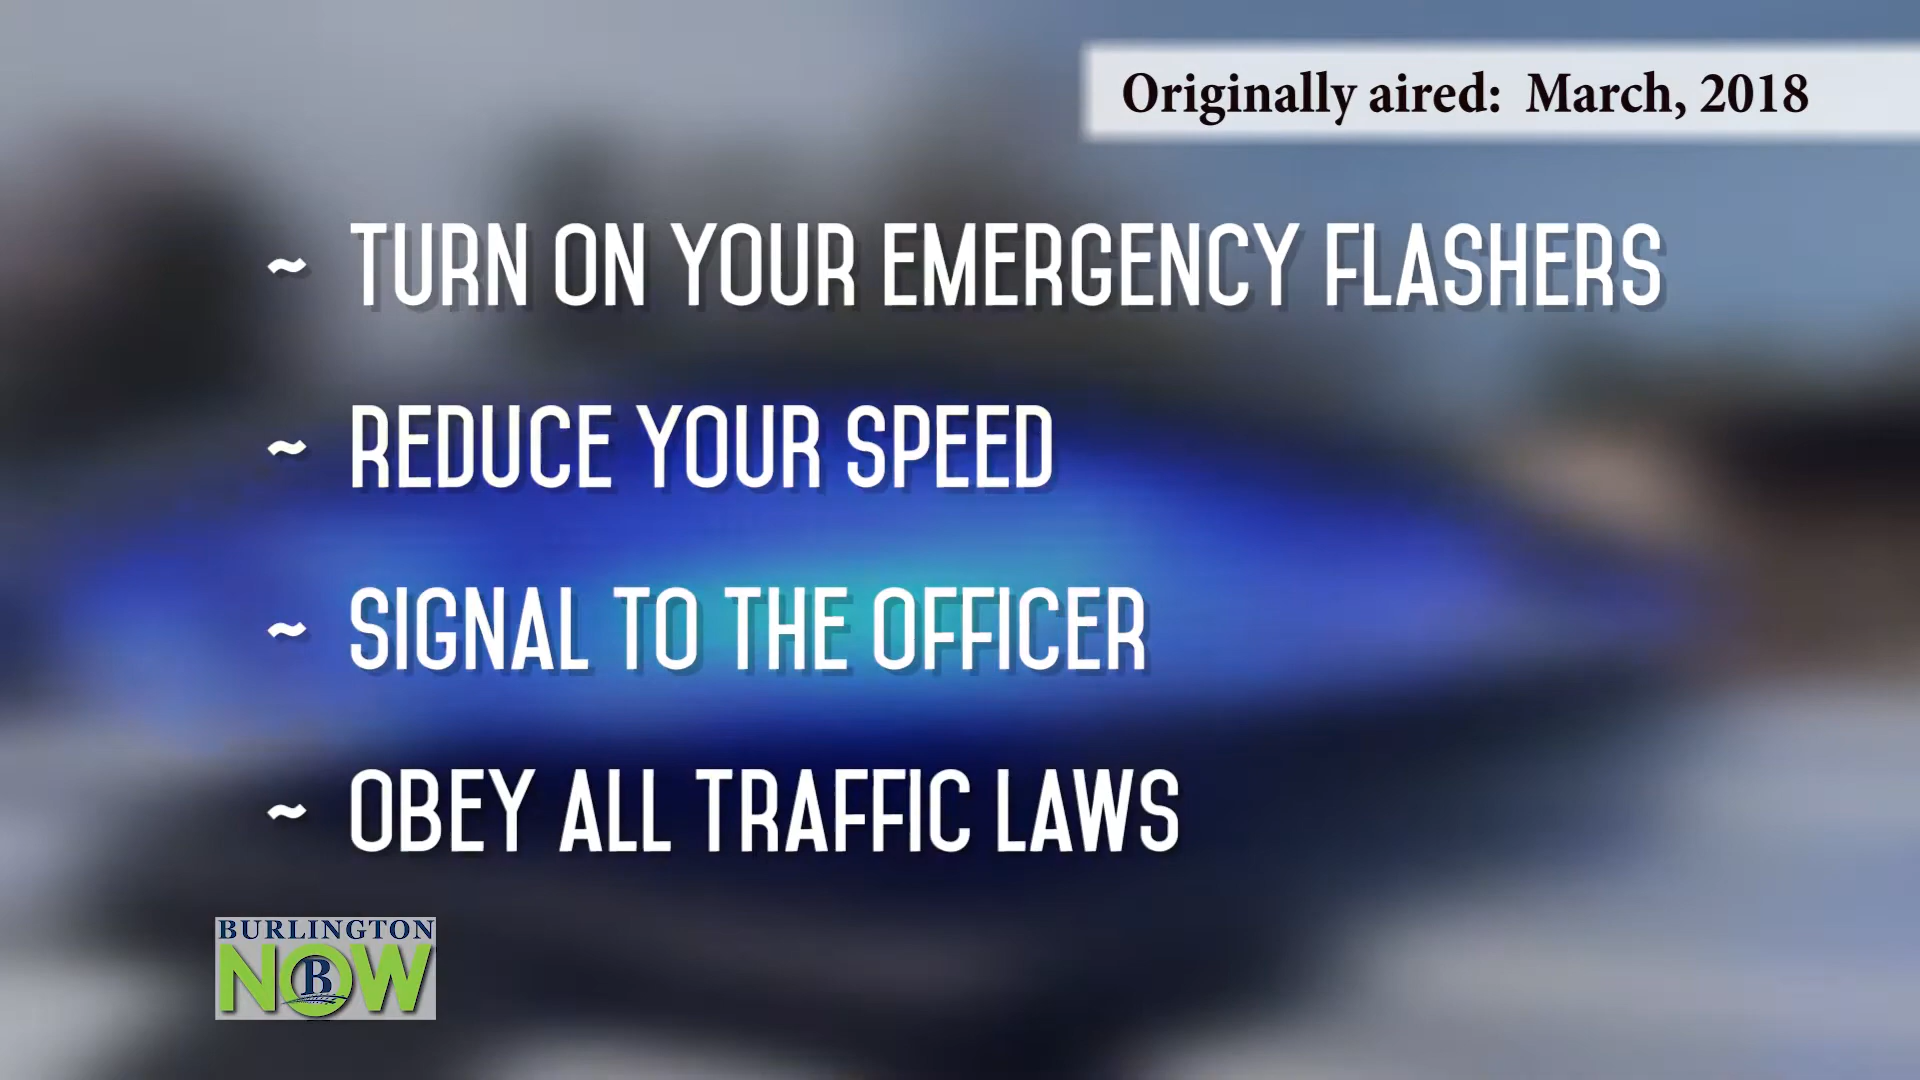 Originally aired: March, 2018
~ TURN ON YOUR EMERGENCY FLASHERS
~ REDUCE YOUR SPEED
~ SIGNAL TO THE OFFICER
~ OBEY ALL TRAFFIC LAWS
BURLINGTON
NOW
B